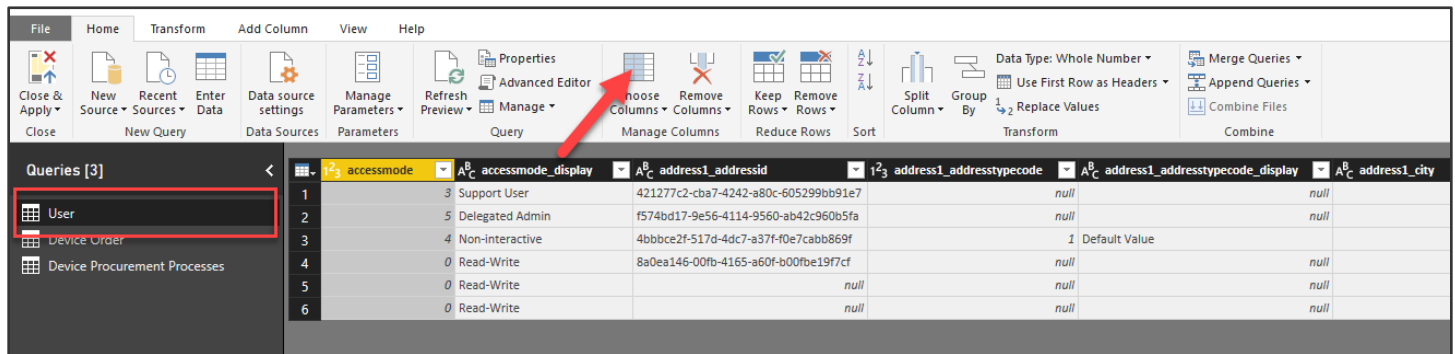 File Home Transform Add Column View Help
Close & Apply
New Source
Recent Sources
Enter Data
Data source settings
Manage Parameters
Refresh Preview
Properties
Advanced Editor
Manage
Columns
Remove Columns
Keep Rows
Remove Rows
Split Column
Group By
Data Type: Whole Number
Use First Row as Headers
Replace Values
Merge Queries
Append Queries
Combine Files
Close New Query Data Sources Parameters Query Manage Columns Reduce Rows Sort Transform Combine
Queries [3]
User
Device Order
Device Procurement Processes
1²3 accessmode ABC accessmode_display ABC address1_addressid 1²3 address1_addresstypecode ABC address1_addresstypecode_display ABC address1_city
1 3 Support User 421277c2-cba7-4242-a80c-605299bb91e7 null null
2 5 Delegated Admin f574bd17-9e56-4114-9560-ab42c960b5fa null null
3 4 Non-interactive 4bbbce2f-517d-4dc7-a37f-f0e7cabb869f 1 Default Value
4 0 Read-Write 8a0ea146-00fb-4165-a60f-b00fbe19f7cf null null
5 0 Read-Write null null null
6 0 Read-Write null null null